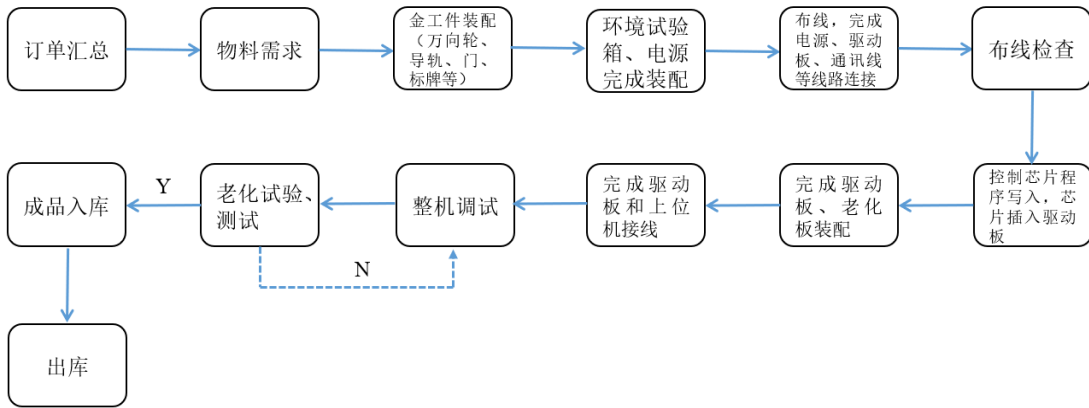 订单汇总
物料需求
金工件装配
（万向轮、
导轨、门、
标牌等）
环境试验
箱、电源
完成装配
布线，完成
电源、驱动
板、通讯线
等线路连接
布线检查
控制芯片程
序写入，芯
片插入驱动
板
完成驱动
板、老化
板装配
完成驱动
板和上位
机接线
整机调试
老化试验、
测试
Y
N
成品入库
出库